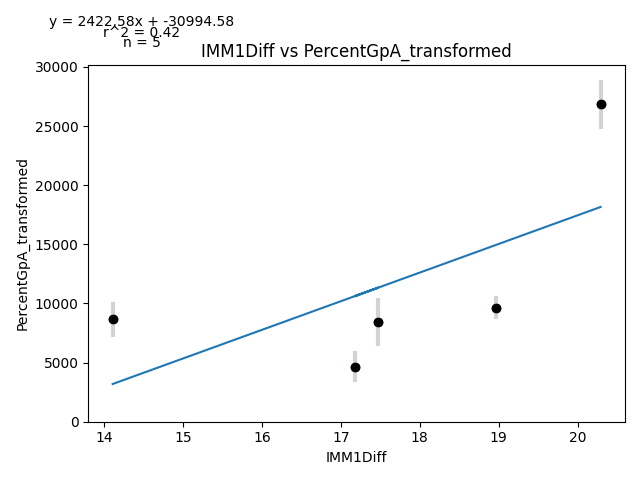 y = 2422.58x + -30994.58
r^2 = 0.42
n = 5
IMM1Diff vs PercentGpA_transformed
30000
25000
20000
15000
10000
5000
0
PercentGpA_transformed
14 15 16 17 18 19 20
IMM1Diff